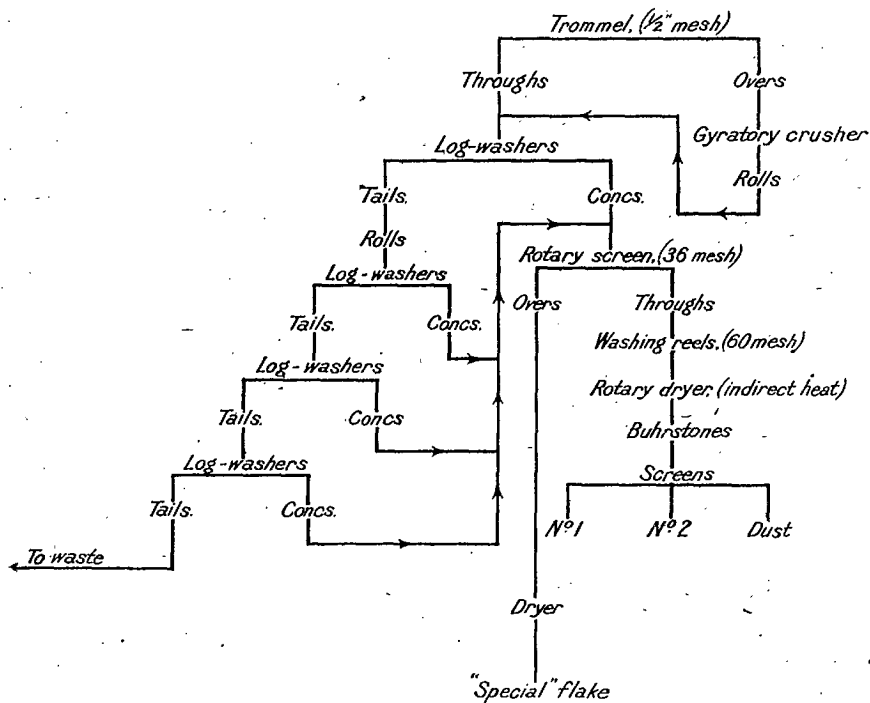 Trommel, (½" mesh)
Throughs
Overs
Gyratory crusher
Log-washers
Tails.
Concs.
Rolls
Rolls
Rotary screen, (36 mesh)
Log-washers
Overs
Throughs
Tails.
Concs.
Washing reels, (60 mesh)
Log-washers
Rotary dryer, (indirect heat)
Tails.
Concs
Buhrstones
Log-washers
Screens
Tails.
Concs.
Nº 1
Nº 2
Dust
To waste
Dryer
"Special" flake